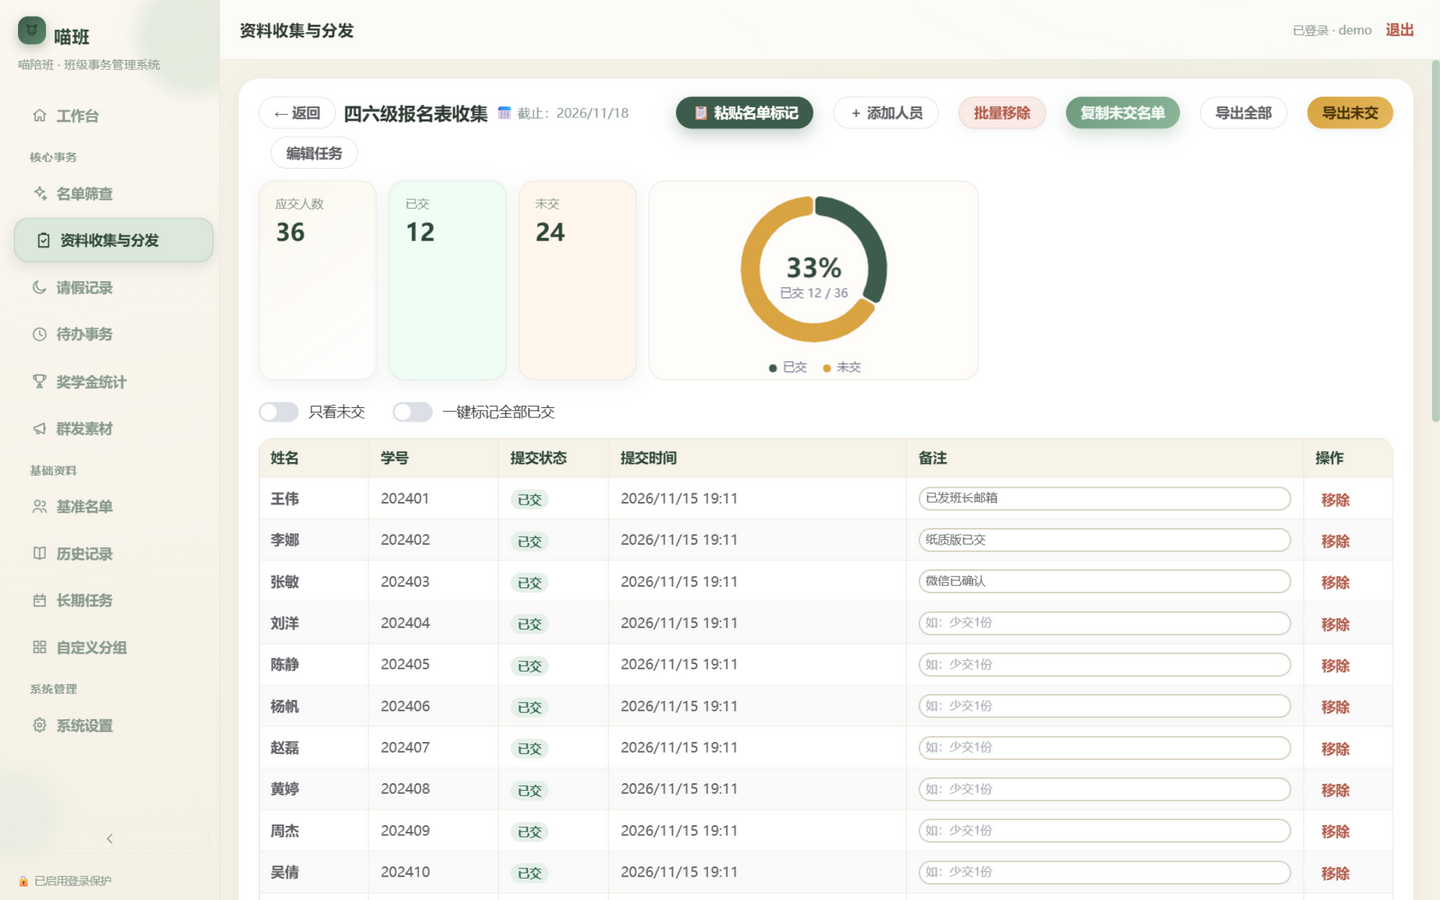 喵班
喵陪班 · 班级事务管理系统
工作台
核心事务
名单筛查
资料收集与分发
请假记录
待办事务
奖学金统计
群发素材
基础资料
基准名单
历史记录
长期任务
自定义分组
系统管理
系统设置
已启用登录保护
资料收集与分发
已登录 · demo 退出
← 返回 四六级报名表收集 截止：2026/11/18 粘贴名单标记 + 添加人员 批量移除 复制未交名单 导出全部 导出未交
编辑任务
应交人数 已交 未交
36 12 24
33%
已交 12 / 36
已交 未交
只看未交 一键标记全部已交
姓名 学号 提交状态 提交时间 备注 操作
王伟 202401 已交 2026/11/15 19:11 已发班长邮箱 移除
李娜 202402 已交 2026/11/15 19:11 纸质版已交 移除
张敏 202403 已交 2026/11/15 19:11 微信已确认 移除
刘洋 202404 已交 2026/11/15 19:11 如：少交1份 移除
陈静 202405 已交 2026/11/15 19:11 如：少交1份 移除
杨帆 202406 已交 2026/11/15 19:11 如：少交1份 移除
赵磊 202407 已交 2026/11/15 19:11 如：少交1份 移除
黄婷 202408 已交 2026/11/15 19:11 如：少交1份 移除
周杰 202409 已交 2026/11/15 19:11 如：少交1份 移除
吴倩 202410 已交 2026/11/15 19:11 如：少交1份 移除